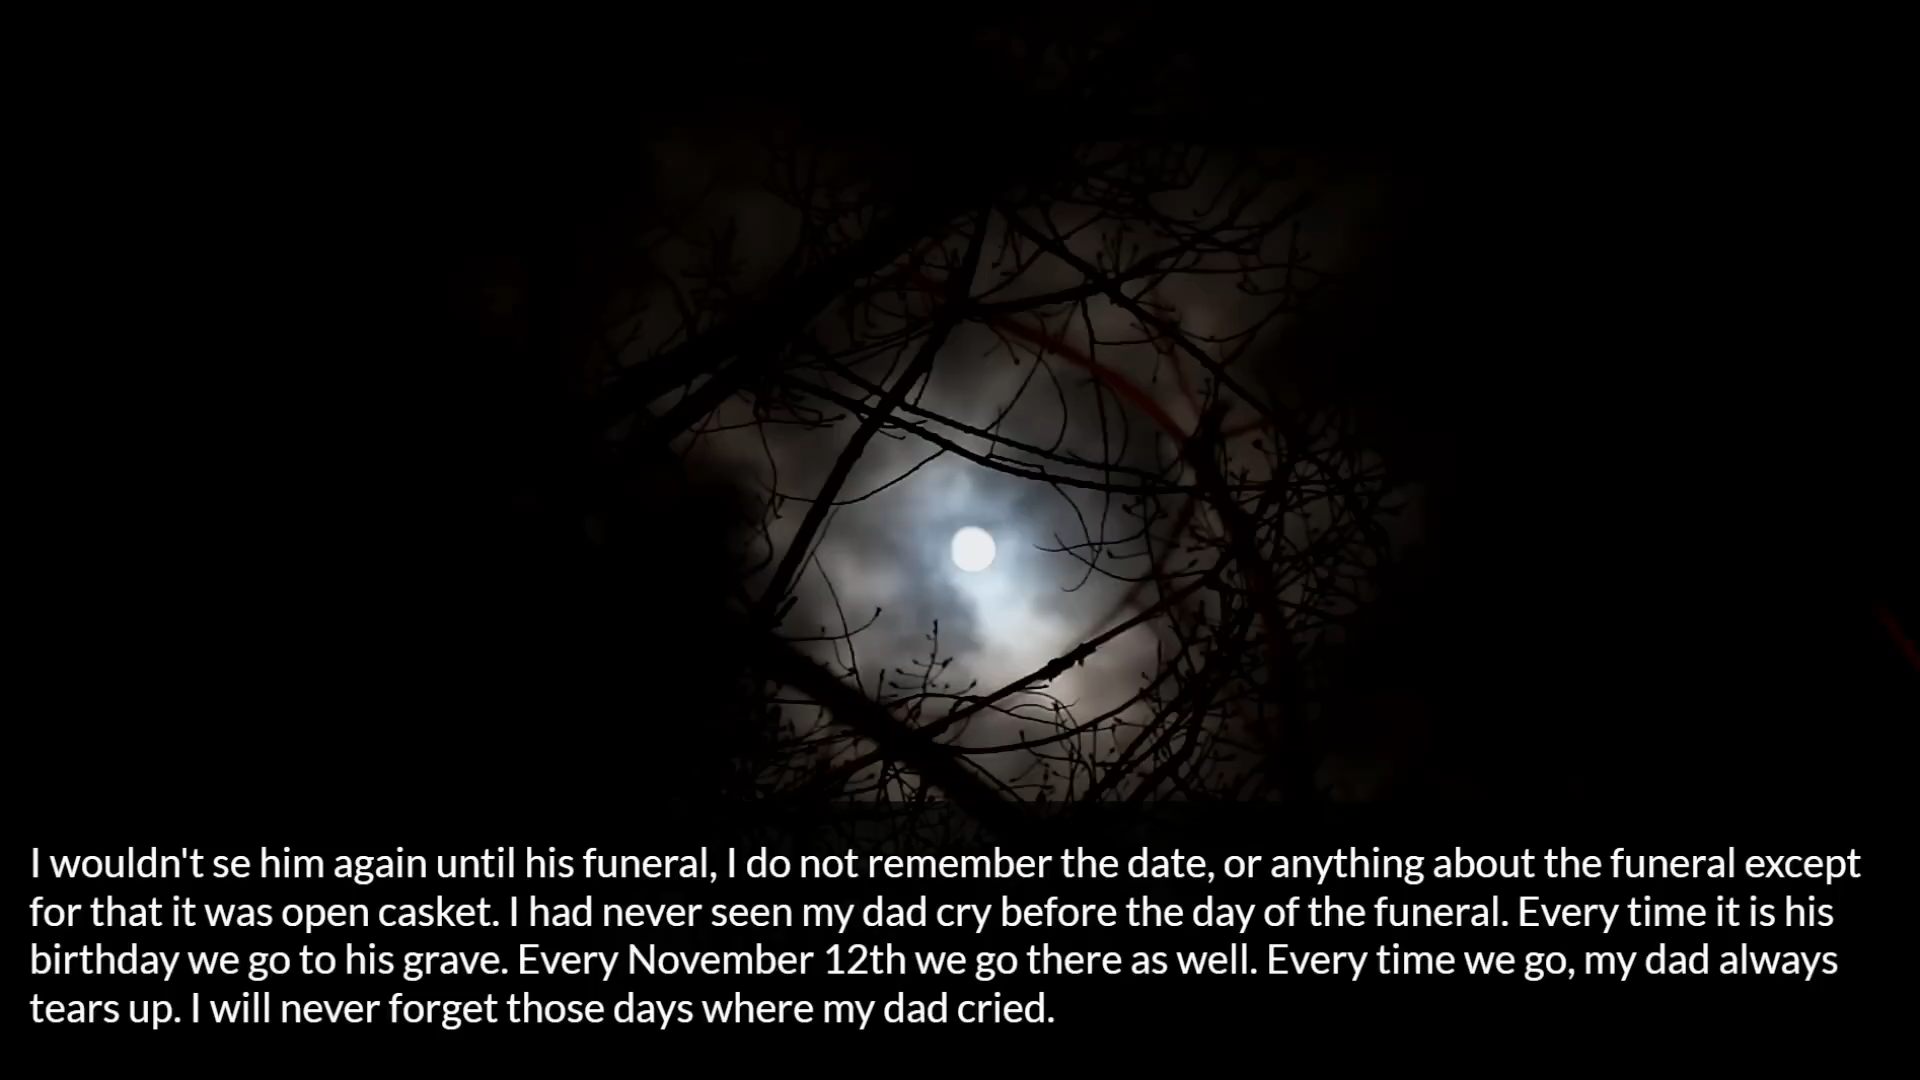 I wouldn't se him again until his funeral, I do not remember the date, or anything about the funeral except
for that it was open casket. I had never seen my dad cry before the day of the funeral. Every time it is his
birthday we go to his grave. Every November 12th we go there as well. Every time we go, my dad always
tears up. I will never forget those days where my dad cried.